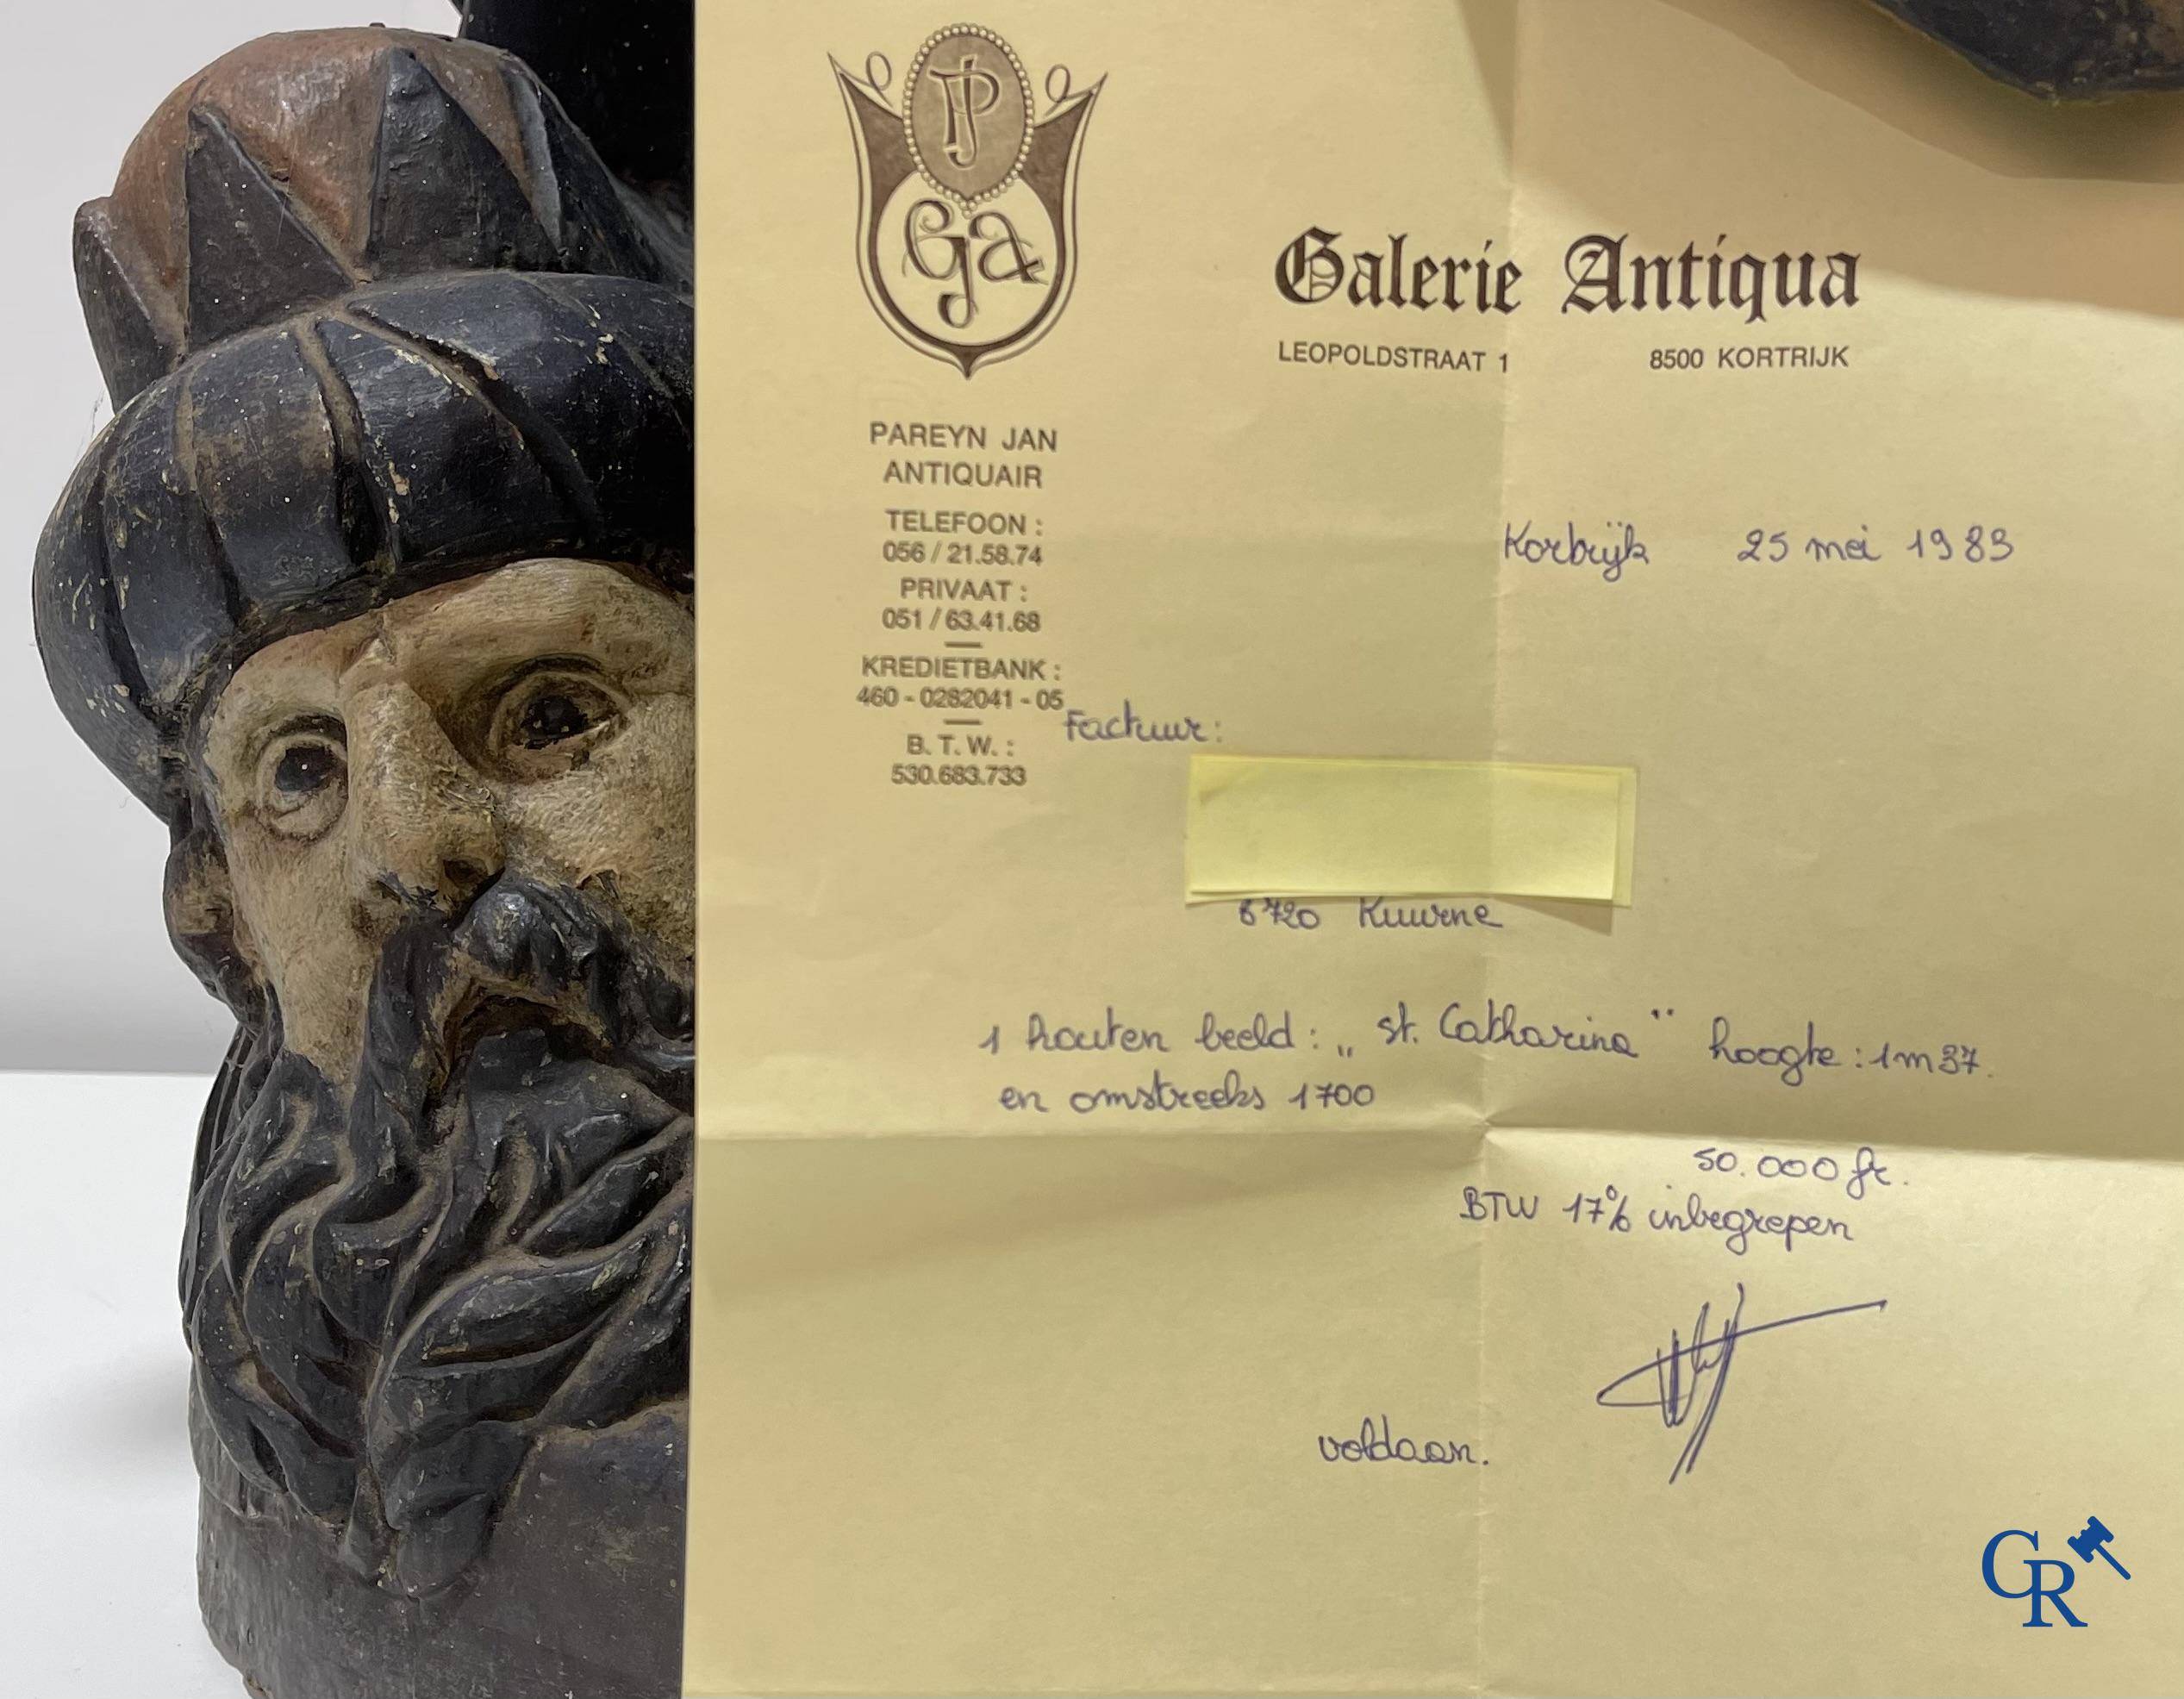 JP
Ga
Galerie Antiqua
LEOPOLDSTRAAT 1 8500 KORTRIJK
PAREYN JAN
ANTIQUAIR
TELEFOON :
056 / 21.58.74
PRIVAAT :
051 / 63.41.68
KREDIETBANK :
460 - 0282041 - 05
B. T. W. :
530.683.733
Kortrijk 25 mei 1983
Factuur:
8720 Kuurne
1 houten beeld: „ st. Catharina " hoogte: 1m37.
en omstreeks 1700
50.000 fr.
BTW 17% inbegrepen
voldaan.
CR